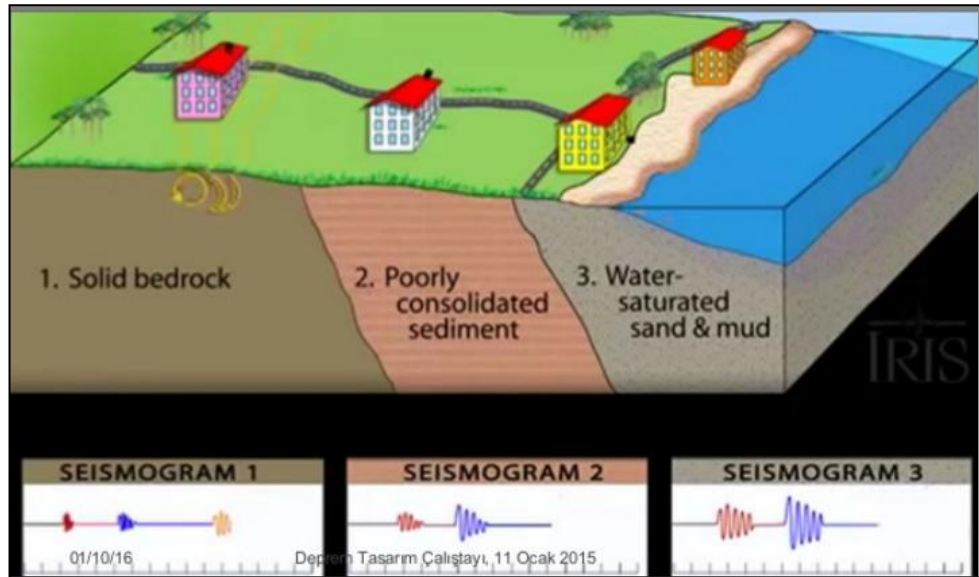 1. Solid bedrock
2. Poorly
consolidated
sediment
3. Water-
saturated
sand & mud
IRIS
SEISMOGRAM 1
SEISMOGRAM 2
SEISMOGRAM 3
01/10/16
Deprem Tasarım Çalıştayı, 11 Ocak 2015